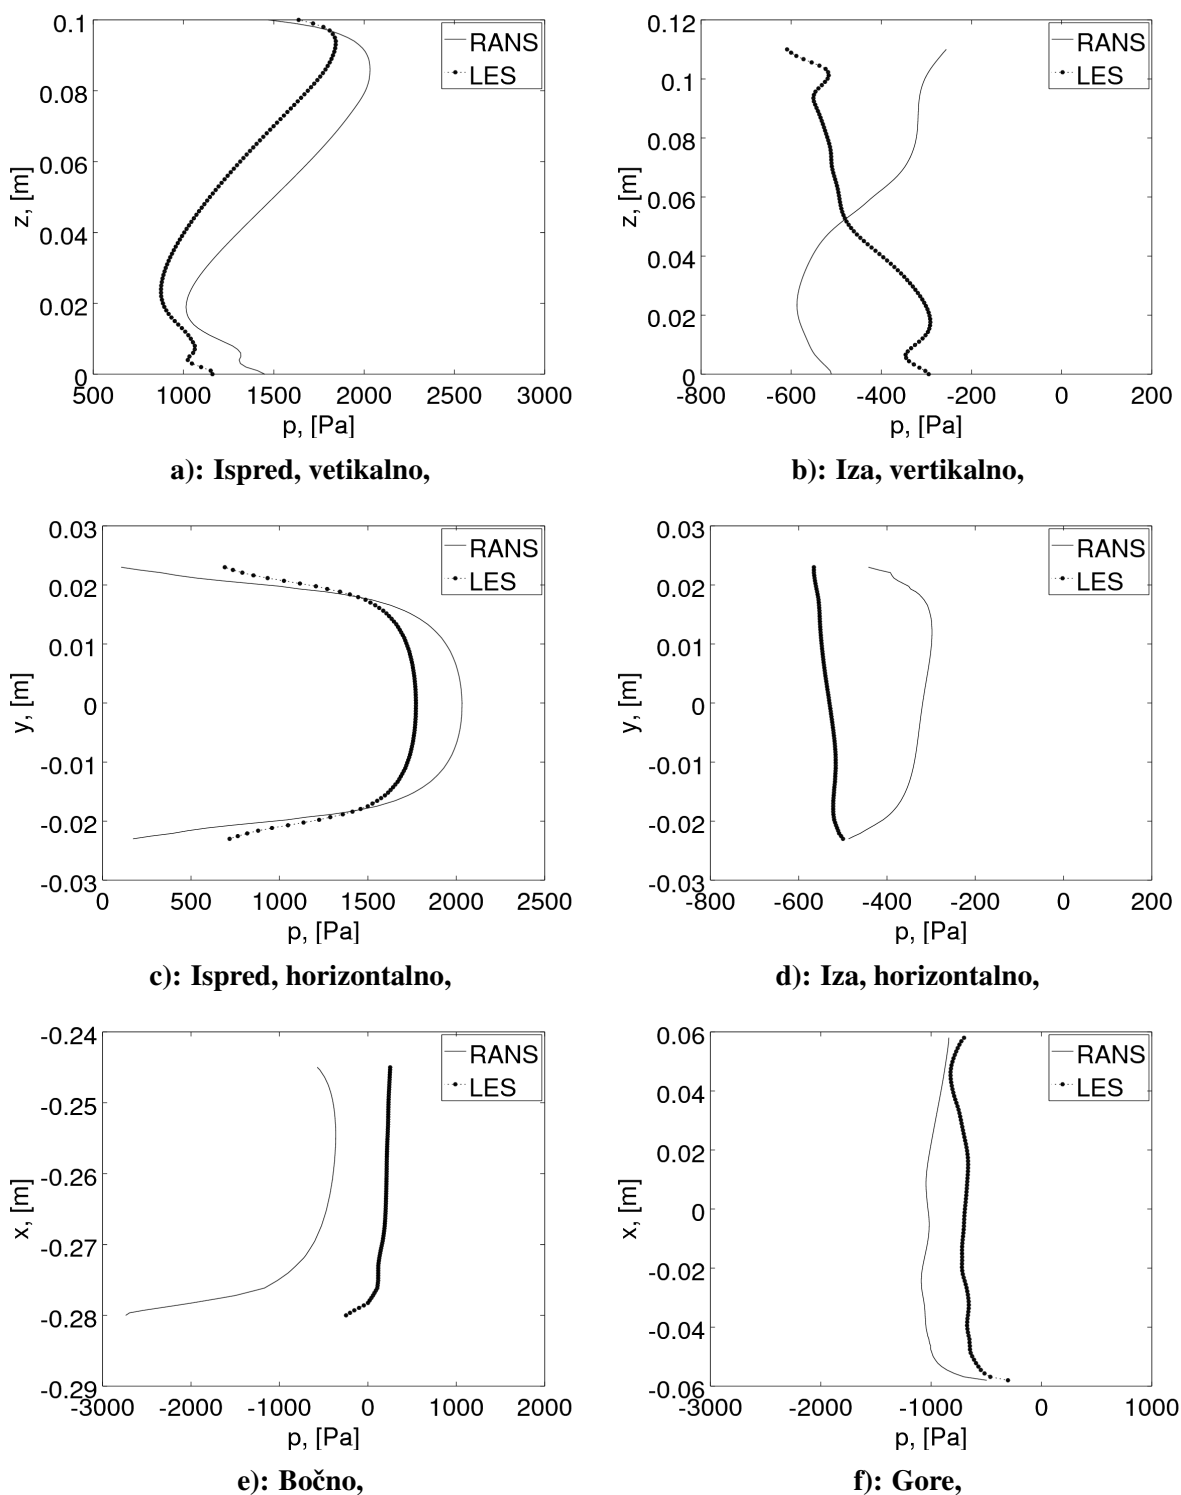 0.1
0.08
0.06
0.04
0.02
0
500 1000 1500 2000 2500 3000
z, [m]
p, [Pa]
RANS
LES
a): Ispred, vetikalno,
0.12
0.1
0.08
0.06
0.04
0.02
0
-800 -600 -400 -200 0 200
z, [m]
p, [Pa]
RANS
LES
b): Iza, vertikalno,
0.03
0.02
0.01
0
-0.01
-0.02
-0.03
0 500 1000 1500 2000 2500
y, [m]
p, [Pa]
RANS
LES
c): Ispred, horizontalno,
0.03
0.02
0.01
0
-0.01
-0.02
-0.03
-800 -600 -400 -200 0 200
y, [m]
p, [Pa]
RANS
LES
d): Iza, horizontalno,
-0.24
-0.25
-0.26
-0.27
-0.28
-0.29
-3000 -2000 -1000 0 1000 2000
x, [m]
p, [Pa]
RANS
LES
e): Bočno,
0.06
0.04
0.02
0
-0.02
-0.04
-0.06
-3000 -2000 -1000 0 1000
x, [m]
p, [Pa]
RANS
LES
f): Gore,